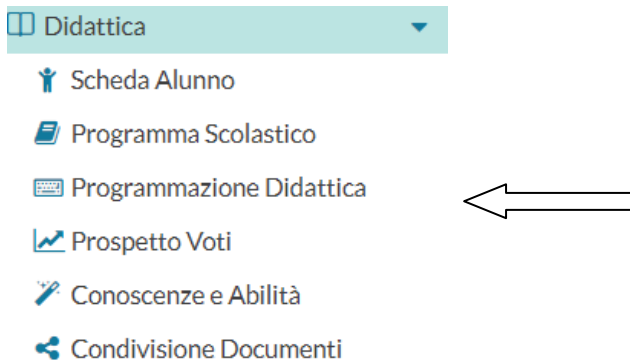 Didattica
Scheda Alunno
Programma Scolastico
Programmazione Didattica
Prospetto Voti
Conoscenze e Abilità
Condivisione Documenti